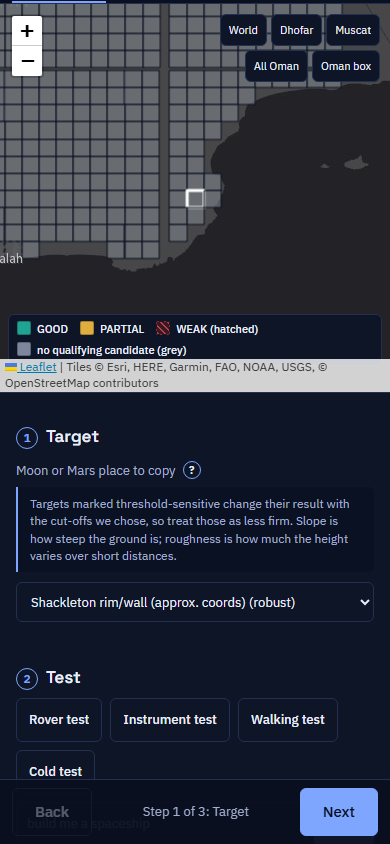 +
World
Dhofar
Muscat
−
All Oman
Oman box
alah
GOOD
PARTIAL
WEAK (hatched)
no qualifying candidate (grey)
Leaflet | Tiles © Esri, HERE, Garmin, FAO, NOAA, USGS, ©
OpenStreetMap contributors
1 Target
Moon or Mars place to copy ?
Targets marked threshold-sensitive change their result with
the cut-offs we chose, so treat those as less firm. Slope is
how steep the ground is; roughness is how much the height
varies over short distances.
Shackleton rim/wall (approx. coords) (robust)
2 Test
Rover test
Instrument test
Walking test
Cold test
Back
Step 1 of 3: Target
Next
build me a spaceship